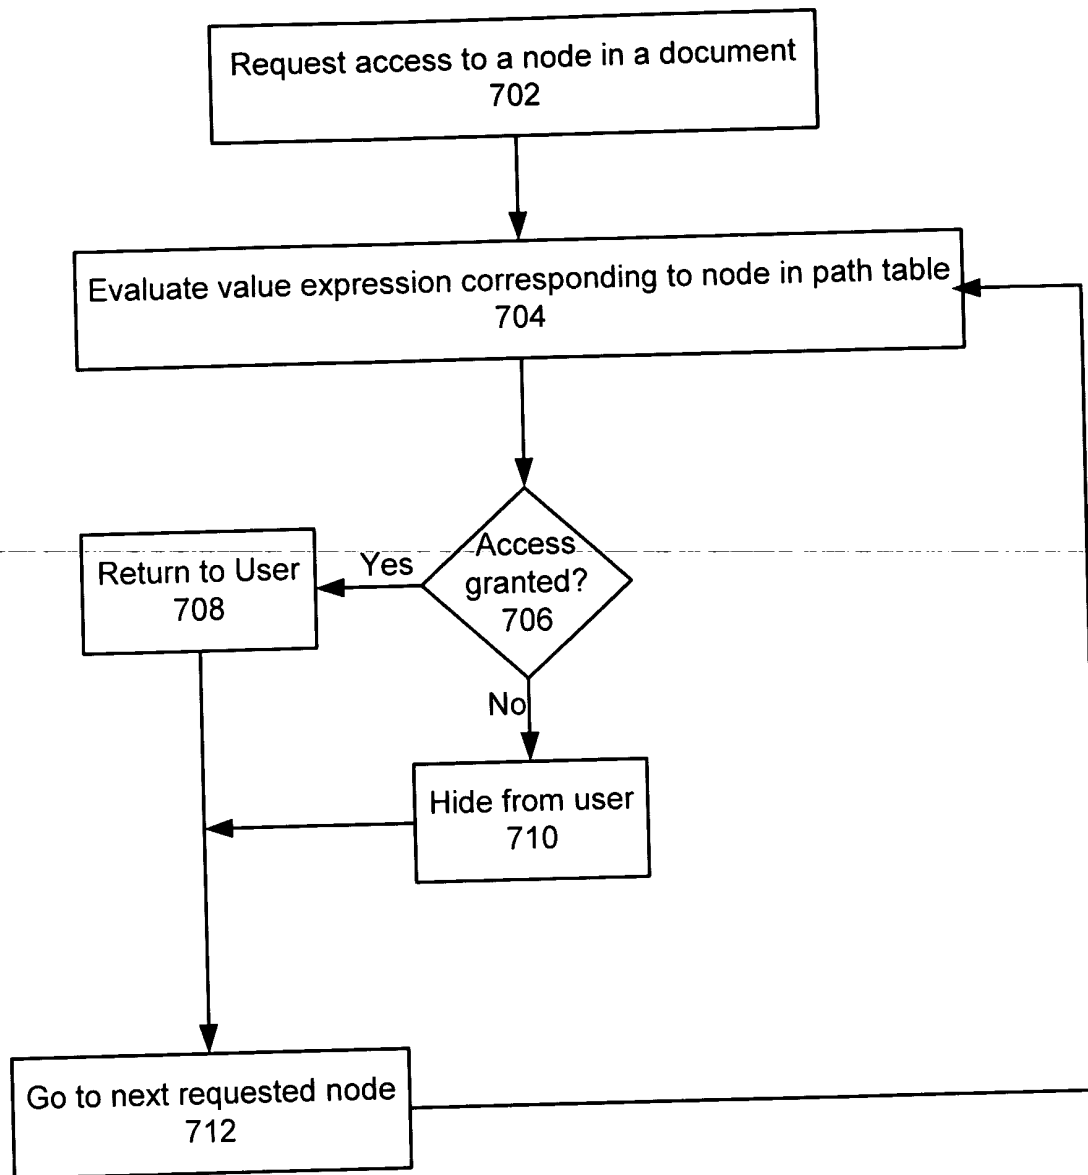 Request access to a node in a document
702
Evaluate value expression corresponding to node in path table
704
Access
granted?
706
Yes
Return to User
708
No
Hide from user
710
Go to next requested node
712